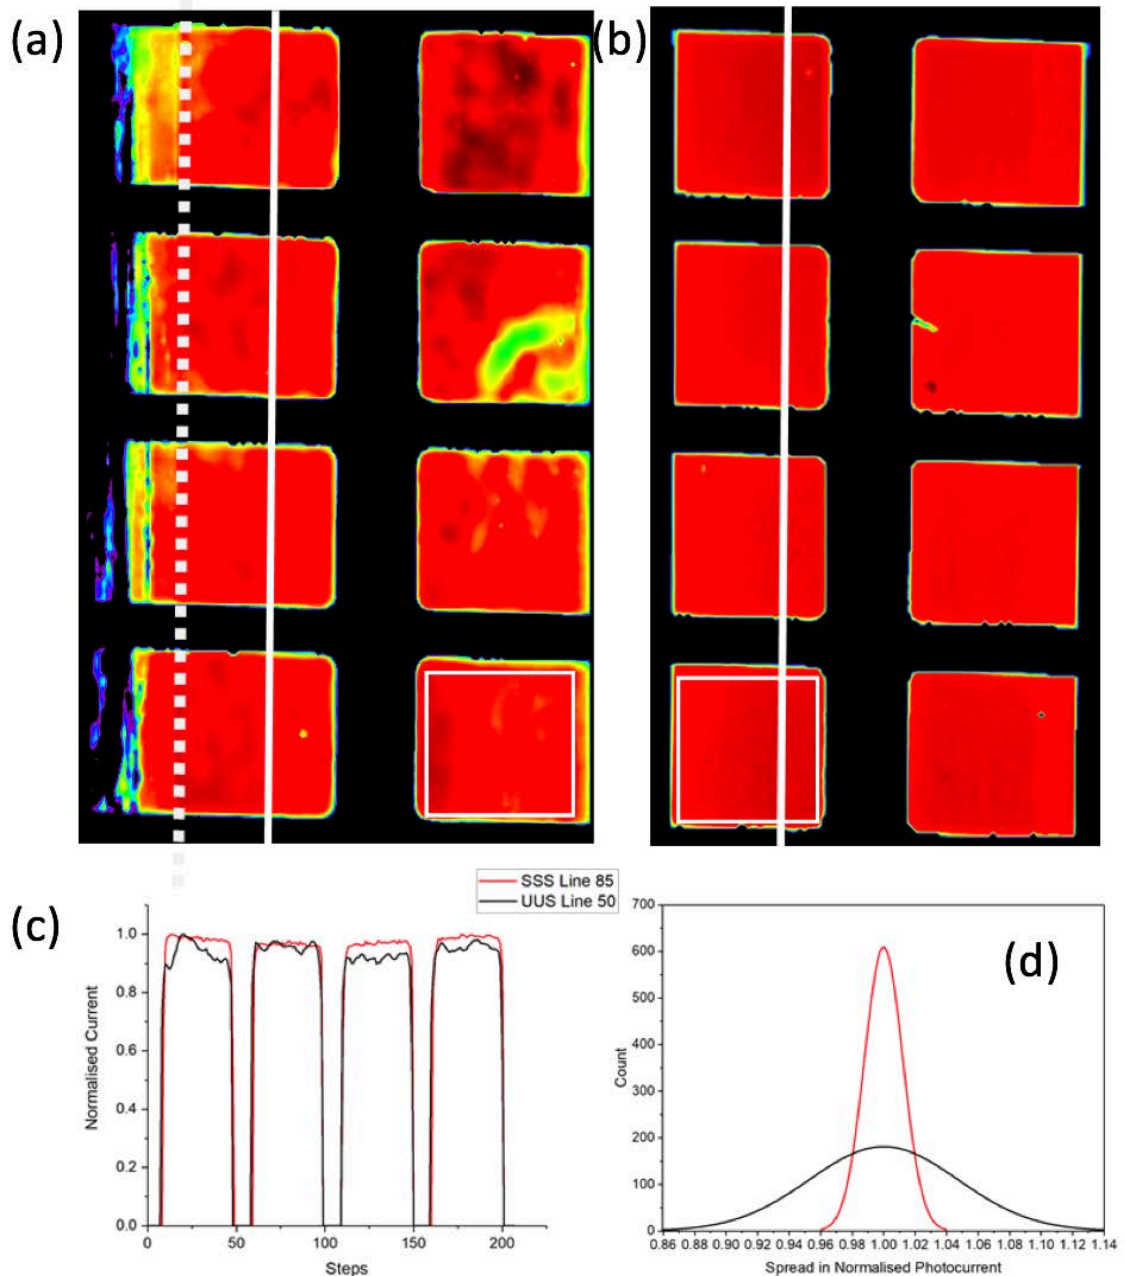 (a)
(b)
(c)
SSS Line 85
UUS Line 50
1.0
0.8
0.6
0.4
0.2
0.0
Normalised Current
0
50
100
150
200
Steps
(d)
700
600
500
400
300
200
100
0
Count
0.86 0.88 0.90 0.92 0.94 0.96 0.98 1.00 1.02 1.04 1.06 1.08 1.10 1.12 1.14
Spread in Normalised Photocurrent